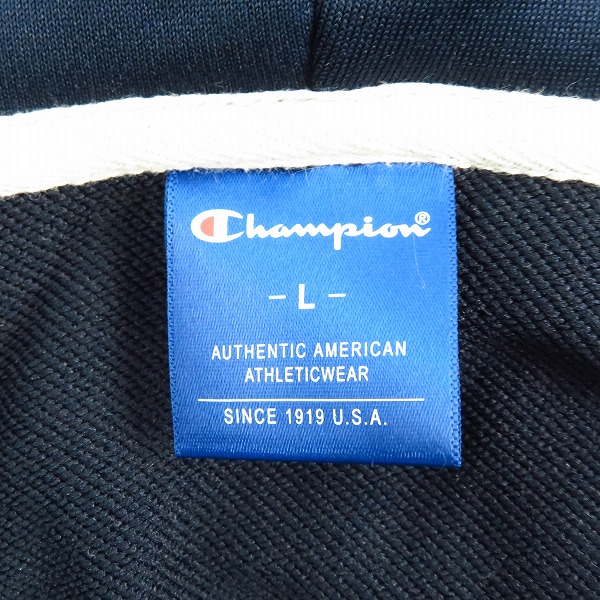 Champion®
- L -
AUTHENTIC AMERICAN
ATHLETICWEAR
SINCE 1919 U.S.A.